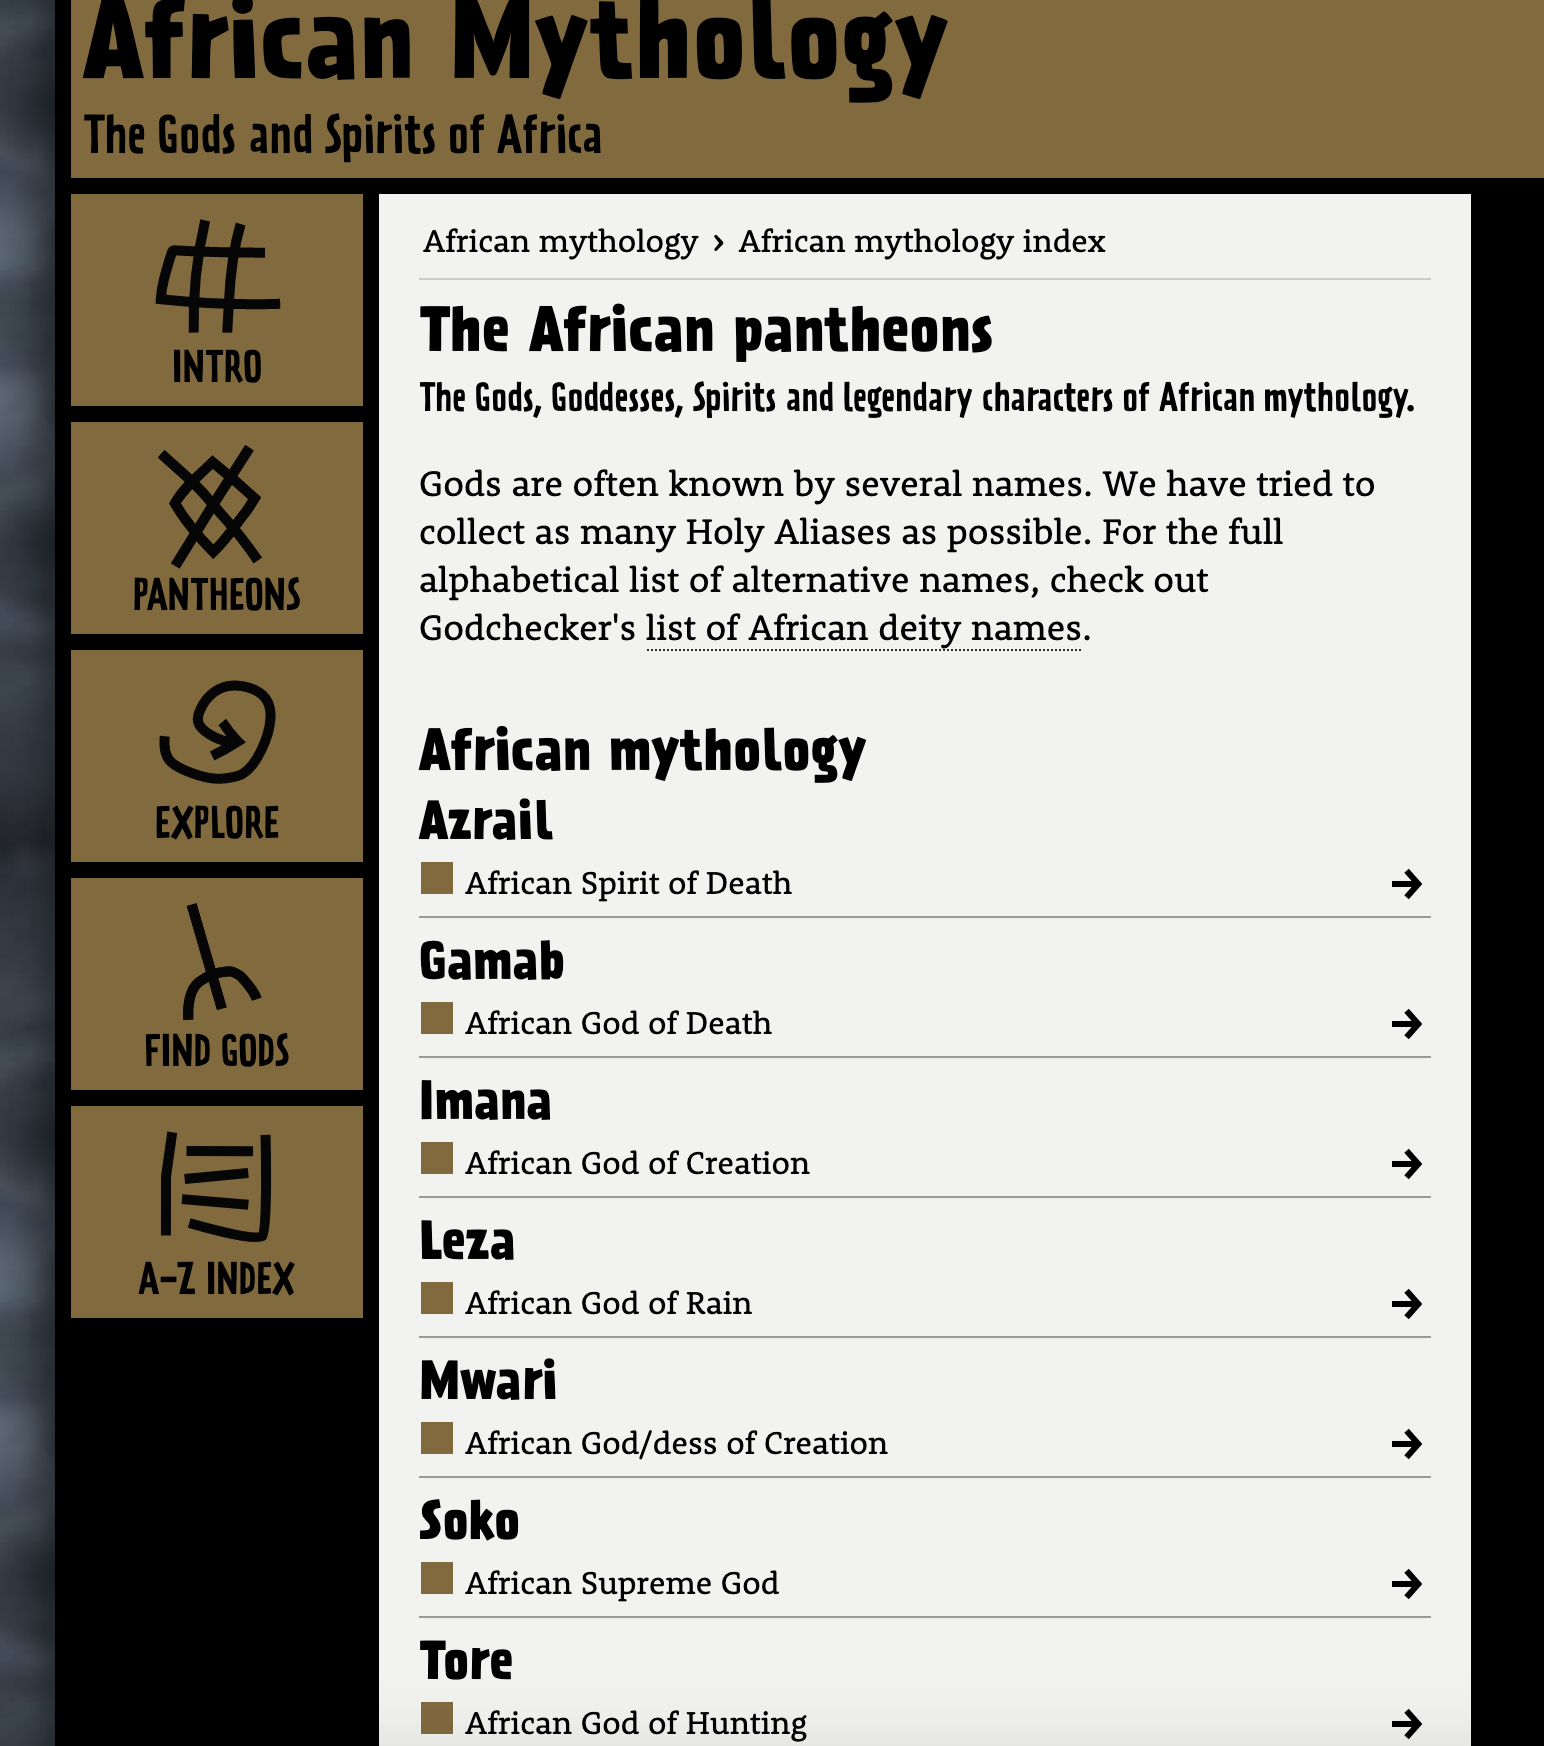 African Mythology
The Gods and Spirits of Africa
INTRO
PANTHEONS
EXPLORE
FIND GODS
A-Z INDEX
African mythology › African mythology index
The African pantheons
The Gods, Goddesses, Spirits and legendary characters of African mythology.
Gods are often known by several names. We have tried to
collect as many Holy Aliases as possible. For the full
alphabetical list of alternative names, check out
Godchecker's list of African deity names.
African mythology
Azrail
African Spirit of Death
Gamab
African God of Death
Imana
African God of Creation
Leza
African God of Rain
Mwari
African God/dess of Creation
Soko
African Supreme God
Tore
African God of Hunting